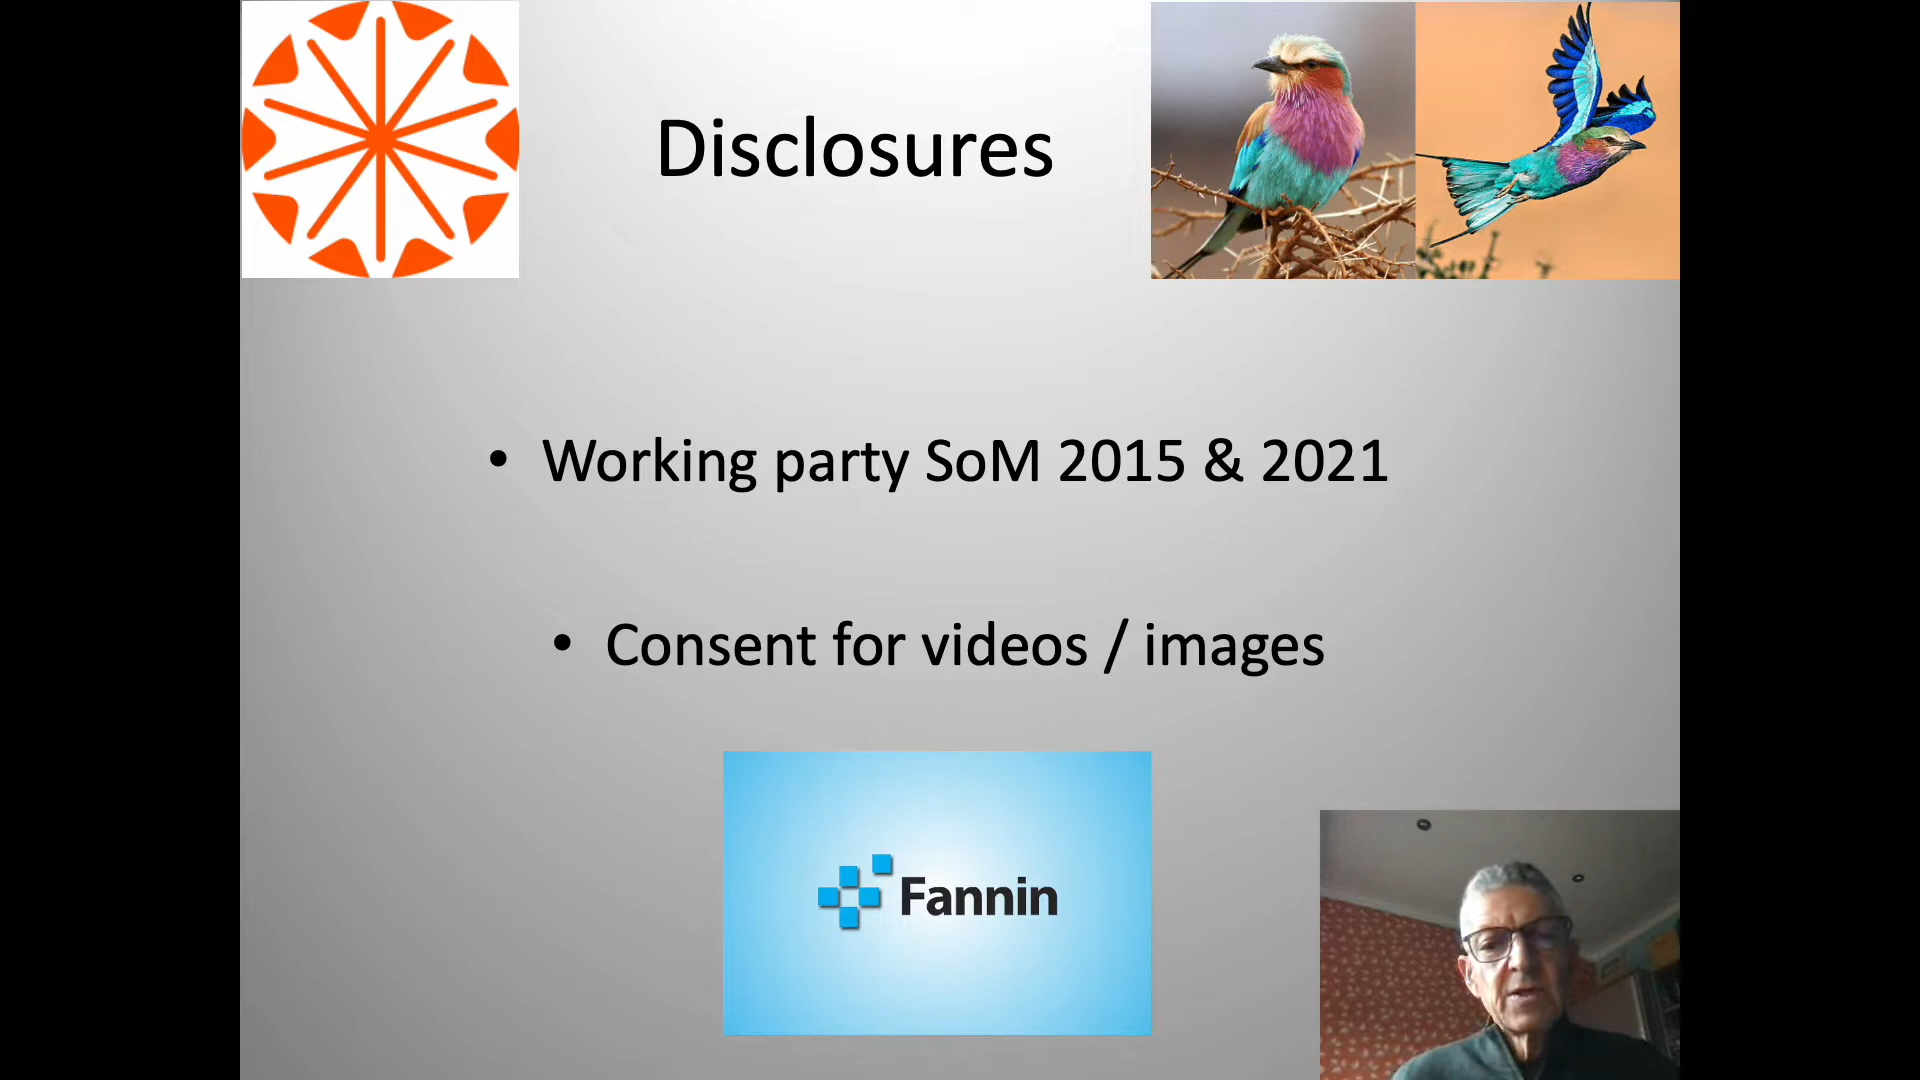 Disclosures
• Working party SoM 2015 & 2021
• Consent for videos / images
Fannin